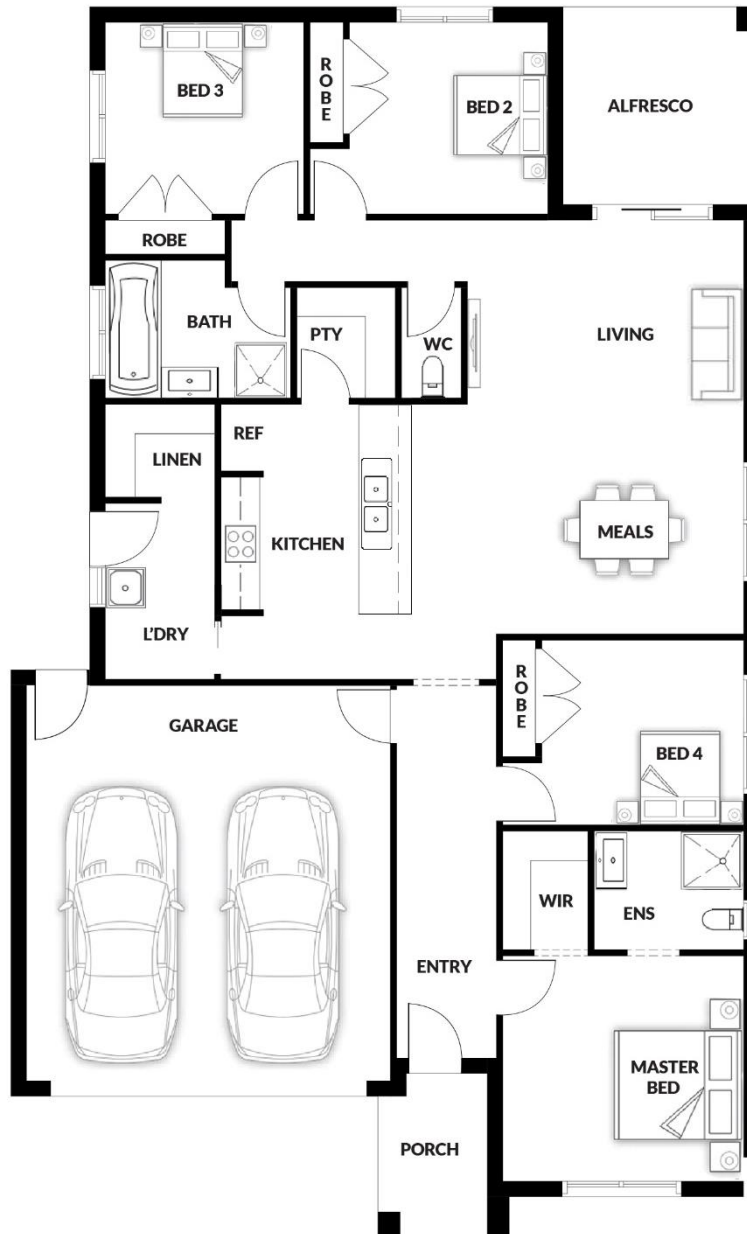 ROBE
BED 3
BED 2
ALFRESCO
ROBE
BATH
PTY
WC
LIVING
REF
LINEN
KITCHEN
MEALS
L'DRY
ROBE
GARAGE
BED 4
WIR
ENS
ENTRY
MASTER
BED
PORCH